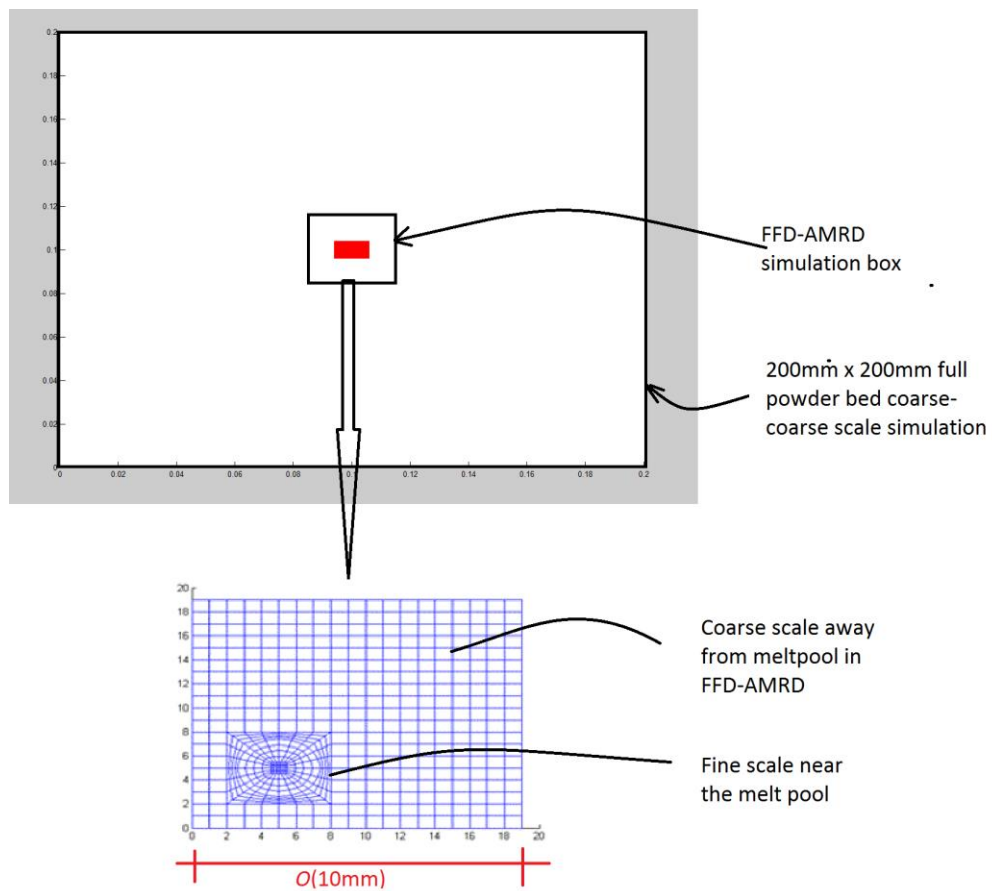 0.2
0.18
0.16
0.14
0.12
0.1
0.08
0.06
0.04
0.02
0
0 0.02 0.04 0.06 0.08 0.1 0.12 0.14 0.16 0.18 0.2
FFD-AMRD
simulation box
200mm x 200mm full
powder bed coarse-
coarse scale simulation
20
18
16
14
12
10
8
6
4
2
0
0 2 4 6 8 10 12 14 16 18 20
Coarse scale away
from meltpool in
FFD-AMRD
Fine scale near
the melt pool
O(10mm)